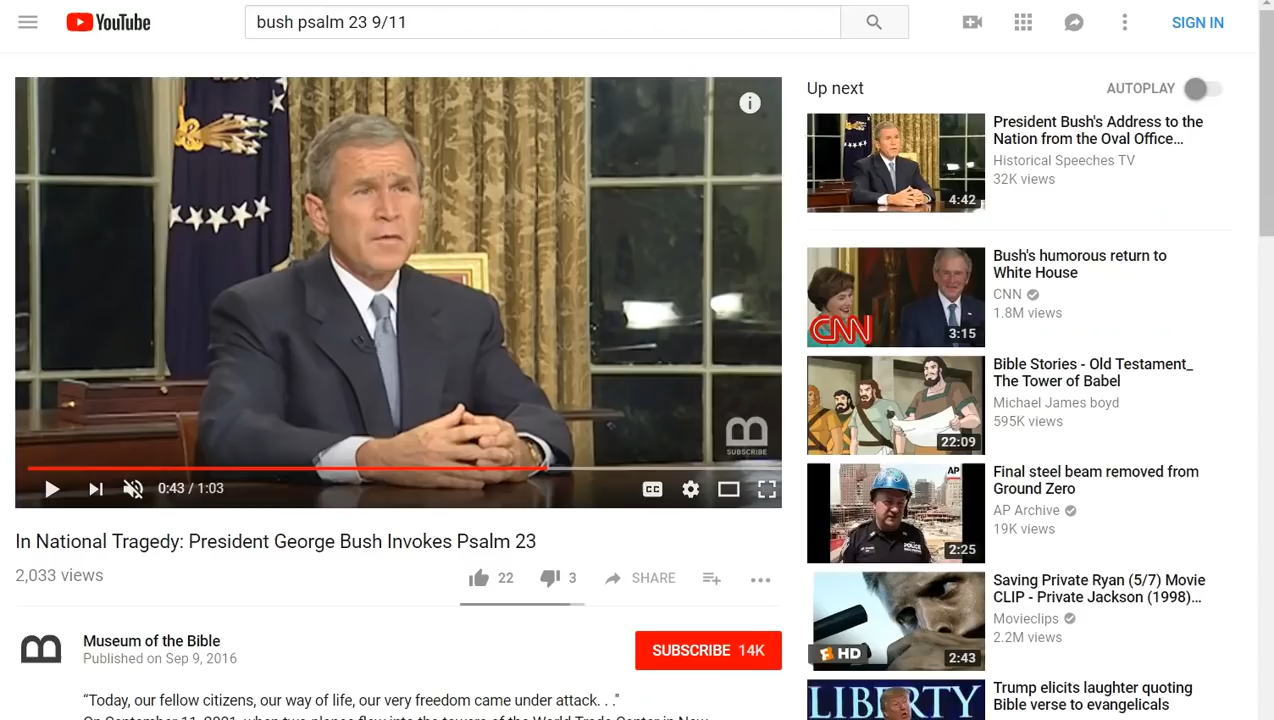 YouTube
bush psalm 23 9/11
SIGN IN
SUBSCRIBE
CC
0:43 / 1:03
In National Tragedy: President George Bush Invokes Psalm 23
2,033 views
22
3
SHARE
Museum of the Bible
Published on Sep 9, 2016
SUBSCRIBE 14K
“Today, our fellow citizens, our way of life, our very freedom came under attack. . ."
Up next
AUTOPLAY
4:42
President Bush's Address to the
Nation from the Oval Office...
Historical Speeches TV
32K views
CNN
3:15
Bush's humorous return to
White House
CNN
1.8M views
22:09
Bible Stories - Old Testament_
The Tower of Babel
Michael James boyd
595K views
AP
POLICE
2:25
Final steel beam removed from
Ground Zero
AP Archive
19K views
HD
2:43
Saving Private Ryan (5/7) Movie
CLIP - Private Jackson (1998)...
Movieclips
2.2M views
LIBERTY
Trump elicits laughter quoting
Bible verse to evangelicals